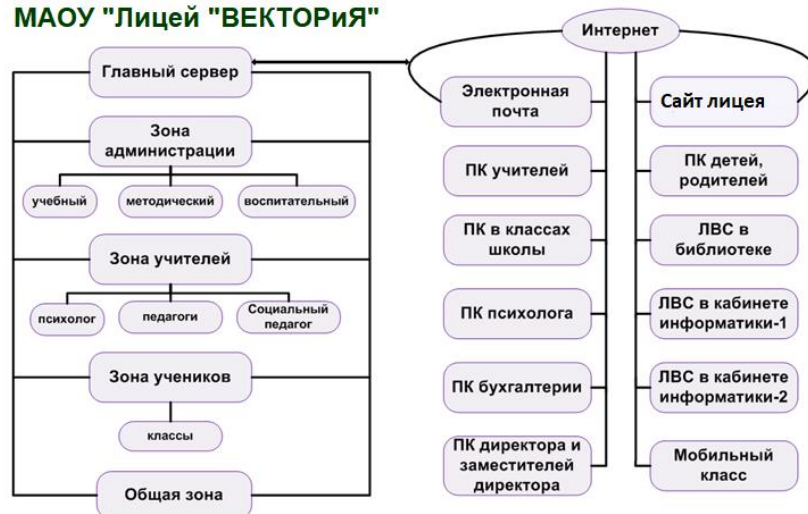 МАОУ "Лицей "ВЕКТОРиЯ"
Главный сервер
Зона
администрации
учебный
методический
воспитательный
Зона учителей
психолог
педагоги
Социальный
педагог
Зона учеников
классы
Общая зона
Интернет
Электронная
почта
Сайт лицея
ПК учителей
ПК детей,
родителей
ПК в классах
школы
ЛВС в
библиотеке
ПК психолога
ЛВС в кабинете
информатики-1
ПК бухгалтерии
ЛВС в кабинете
информатики-2
ПК директора и
заместителей
директора
Мобильный
класс